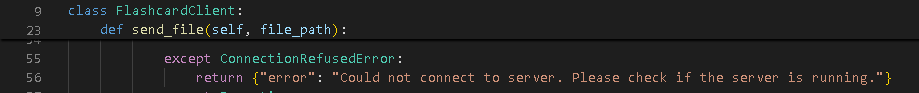 9 class FlashcardClient:
23 def send_file(self, file_path):
55 except ConnectionRefusedError:
56 return {"error": "Could not connect to server. Please check if the server is running."}